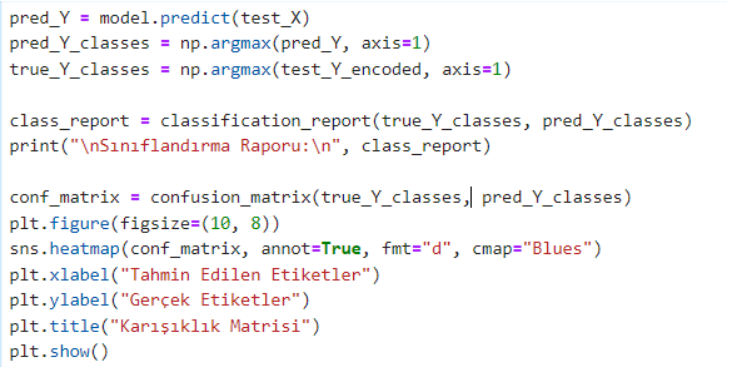 pred_Y = model.predict(test_X)
pred_Y_classes = np.argmax(pred_Y, axis=1)
true_Y_classes = np.argmax(test_Y_encoded, axis=1)

class_report = classification_report(true_Y_classes, pred_Y_classes)
print("\nSınıflandırma Raporu:\n", class_report)

conf_matrix = confusion_matrix(true_Y_classes, pred_Y_classes)
plt.figure(figsize=(10, 8))
sns.heatmap(conf_matrix, annot=True, fmt="d", cmap="Blues")
plt.xlabel("Tahmin Edilen Etiketler")
plt.ylabel("Gerçek Etiketler")
plt.title("Karışıklık Matrisi")
plt.show()